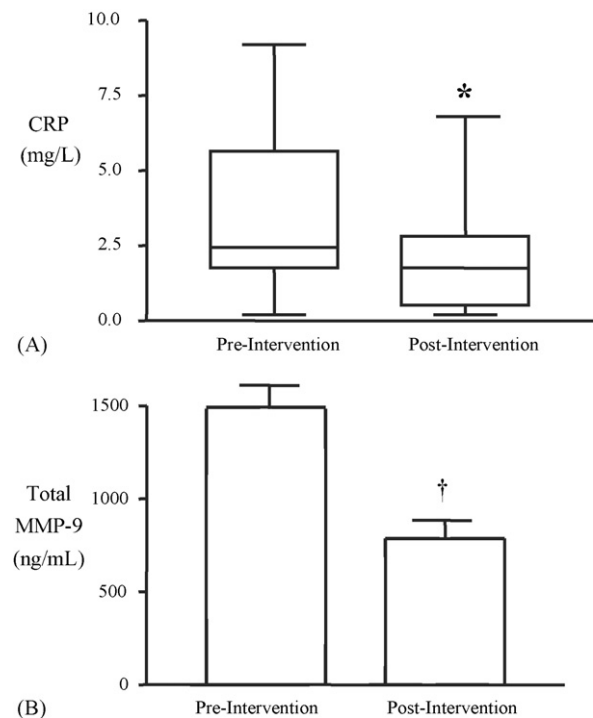 10.0
7.5
CRP
(mg/L)
5.0
2.5
0.0
*
(A)
Pre-Intervention Post-Intervention
1500
Total
MMP-9
(ng/mL)
1000
500
0
†
(B)
Pre-Intervention Post-Intervention